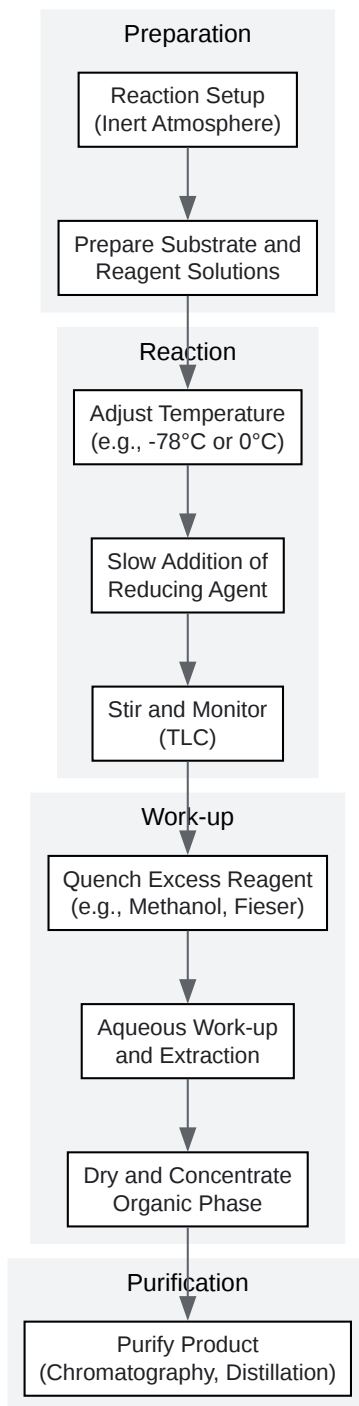 Preparation
Reaction Setup
(Inert Atmosphere)
Prepare Substrate and
Reagent Solutions
Reaction
Adjust Temperature
(e.g., -78°C or 0°C)
Slow Addition of
Reducing Agent
Stir and Monitor
(TLC)
Work-up
Quench Excess Reagent
(e.g., Methanol, Fieser)
Aqueous Work-up
and Extraction
Dry and Concentrate
Organic Phase
Purification
Purify Product
(Chromatography, Distillation)